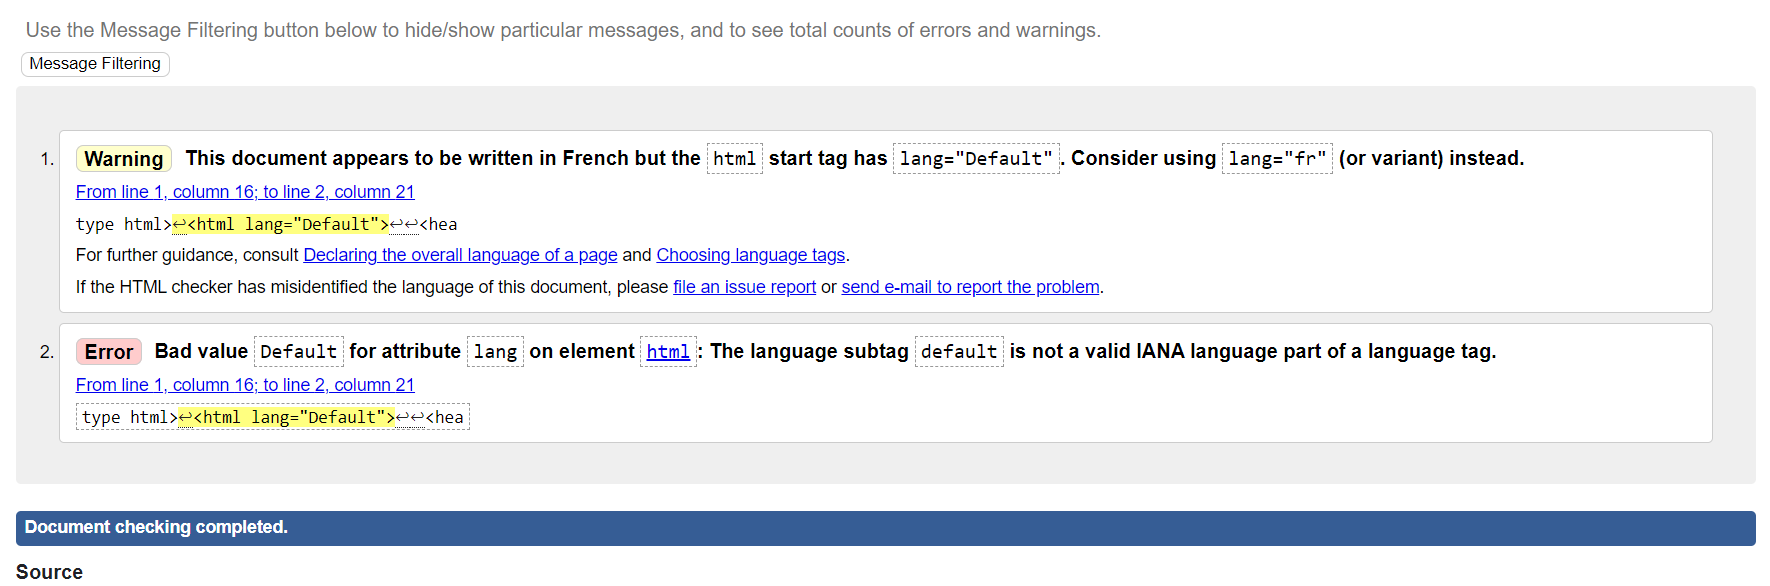 Use the Message Filtering button below to hide/show particular messages, and to see total counts of errors and warnings.
Message Filtering
1. Warning This document appears to be written in French but the html start tag has lang="Default". Consider using lang="fr" (or variant) instead.
From line 1, column 16; to line 2, column 21
type html>↩<html lang="Default">↩↩<hea
For further guidance, consult Declaring the overall language of a page and Choosing language tags.
If the HTML checker has misidentified the language of this document, please file an issue report or send e-mail to report the problem.
2. Error Bad value Default for attribute lang on element html: The language subtag default is not a valid IANA language part of a language tag.
From line 1, column 16; to line 2, column 21
type html>↩<html lang="Default">↩↩<hea
Document checking completed.
Source